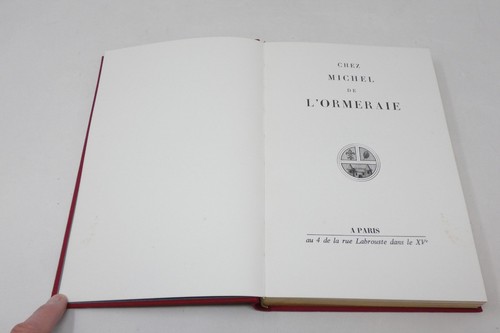 CHEZ
MICHEL
DE
L'ORMERAIE
A PARIS
au 4 de la rue Labrouste dans le XVe